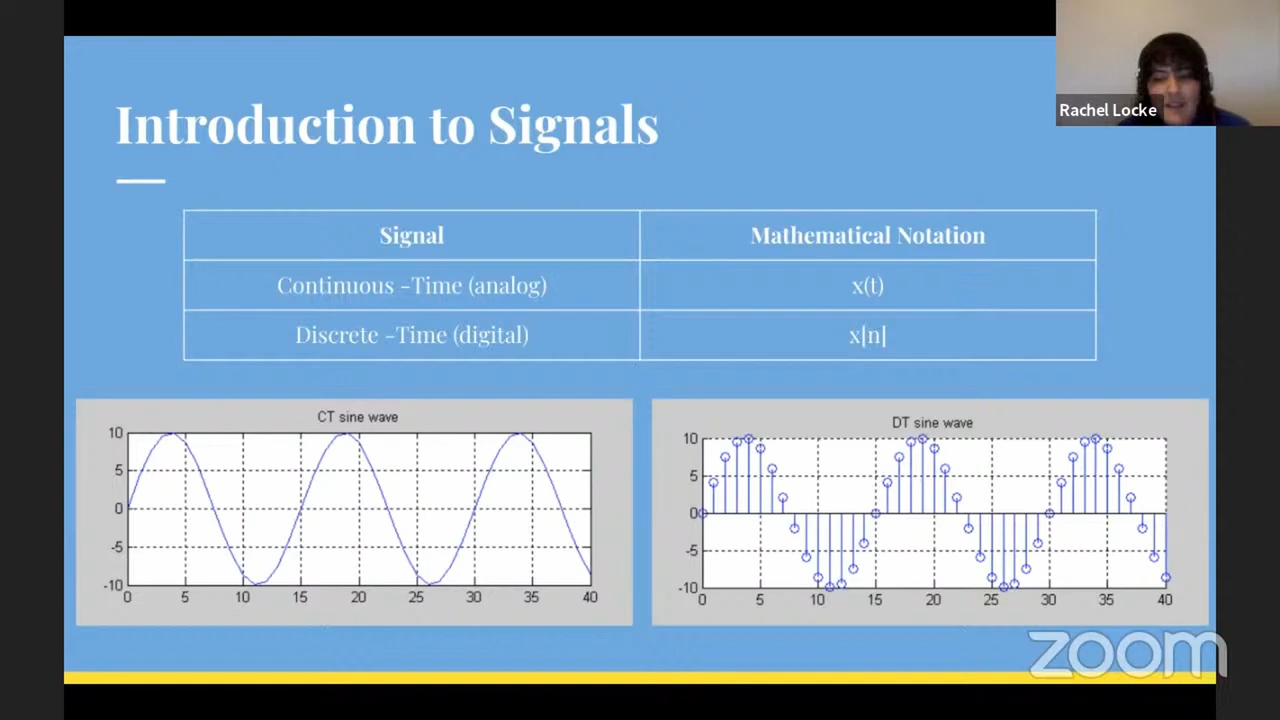 Rachel Locke
Introduction to Signals
Signal Mathematical Notation
Continuous -Time (analog) x(t)
Discrete -Time (digital) x[n]
CT sine wave
10
5
0
-5
-10
0 5 10 15 20 25 30 35 40
DT sine wave
10
5
0
-5
-10
0 5 10 15 20 25 30 35 40
zoom